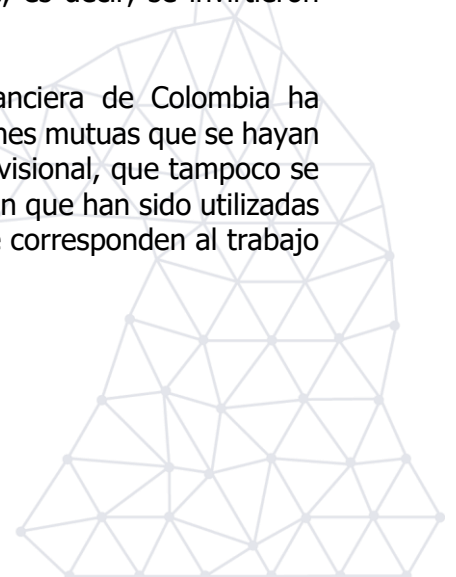 es decir, se invirtieron
anciera de Colombia ha
nes mutuas que se hayan
visional, que tampoco se
n que han sido utilizadas
corresponden al trabajo